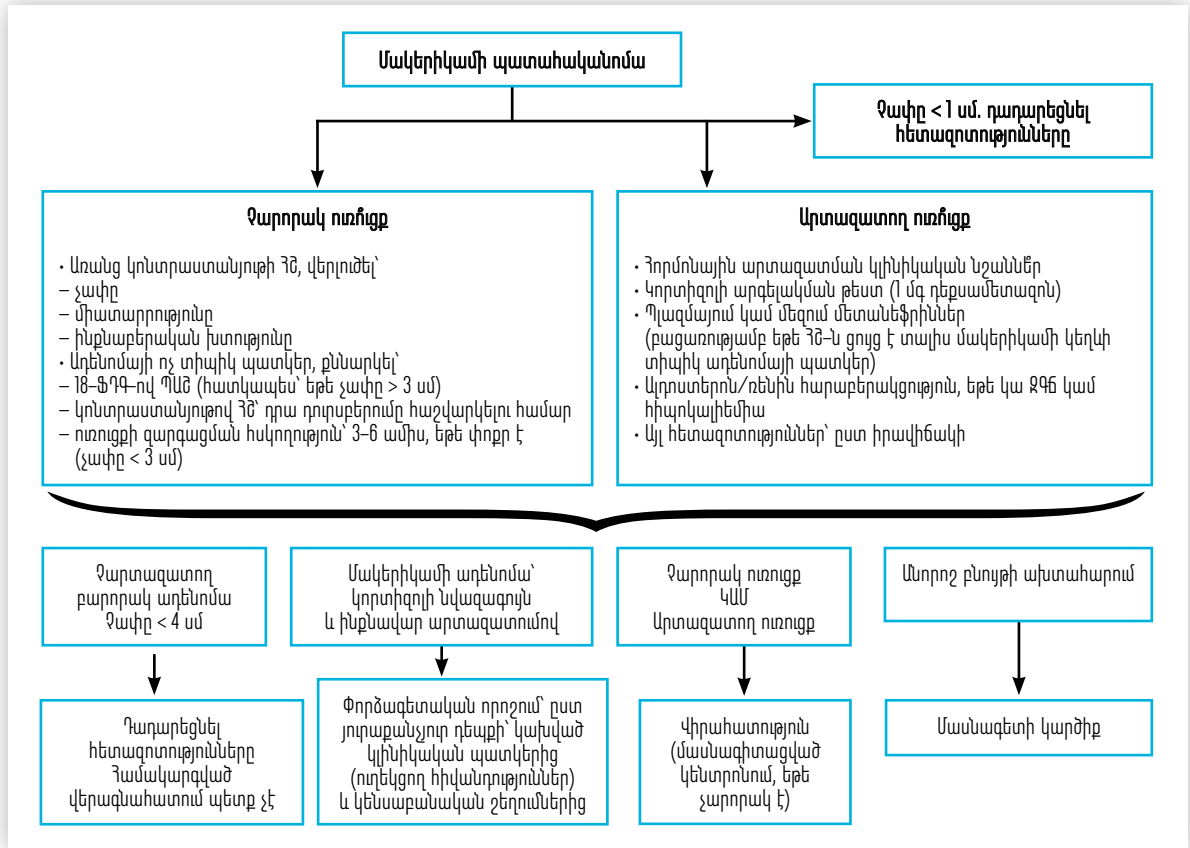 Մակերիկամի պատահականոմա
Չափը < 1 սմ. դադարեցնել
հետազոտությունները
Չարորակ ուռո՞ւցք
• Առանց կոնտրաստանյութի ՀՇ, վերլուծել՝
– չափը
– միատարրությունը
– ինքնաբերական խտությունը
• Ադենոմայի ոչ տիպիկ պատկեր, քննարկել՝
– 18–ՖԴԳ–ով ՊԱՇ (հատկապես՝ եթե չափը > 3 սմ)
– կոնտրաստանյութով ՀՇ՝ դրա դուրսբերումը հաշվարկելու համար
– ուռուցքի զարգացման հսկողություն՝ 3–6 ամիս, եթե փոքր է
(չափը < 3 սմ)
Արտազատող ուռո՞ւցք
• Հորմոնային արտազատման կլինիկական նշաննե՞ր
• Կորտիզոլի արգելակման թեստ (1 մգ դեքսամետազոն)
• Պլազմայում կամ մեզում մետանեֆրիններ
(բացառությամբ եթե ՀՇ–ն ցույց է տալիս մակերիկամի կեղևի
տիպիկ ադենոմայի պատկեր)
• Ալդոստերոն/ռենին հարաբերակցություն, եթե կա ԶԳՃ կամ
հիպոկալիեմիա
• Այլ հետազոտություններ՝ ըստ իրավիճակի
Չարտազատող
բարորակ ադենոմա
Չափը < 4 սմ
Մակերիկամի ադենոմա՝
կորտիզոլի նվազագույն
և ինքնավար արտազատումով
Չարորակ ուռուցք
ԿԱՄ
Արտազատող ուռուցք
Անորոշ բնույթի ախտահարում
Դադարեցնել
հետազոտությունները
Համակարգված
վերագնահատում պետք չէ
Փորձագետական որոշում՝ ըստ
յուրաքանչյուր դեպքի՝ կախված
կլինիկական պատկերից
(ուղեկցող հիվանդություններ)
և կենսաբանական շեղումներից
Վիրահատություն
(մասնագիտացված
կենտրոնում, եթե
չարորակ է)
Մասնագետի կարծիք